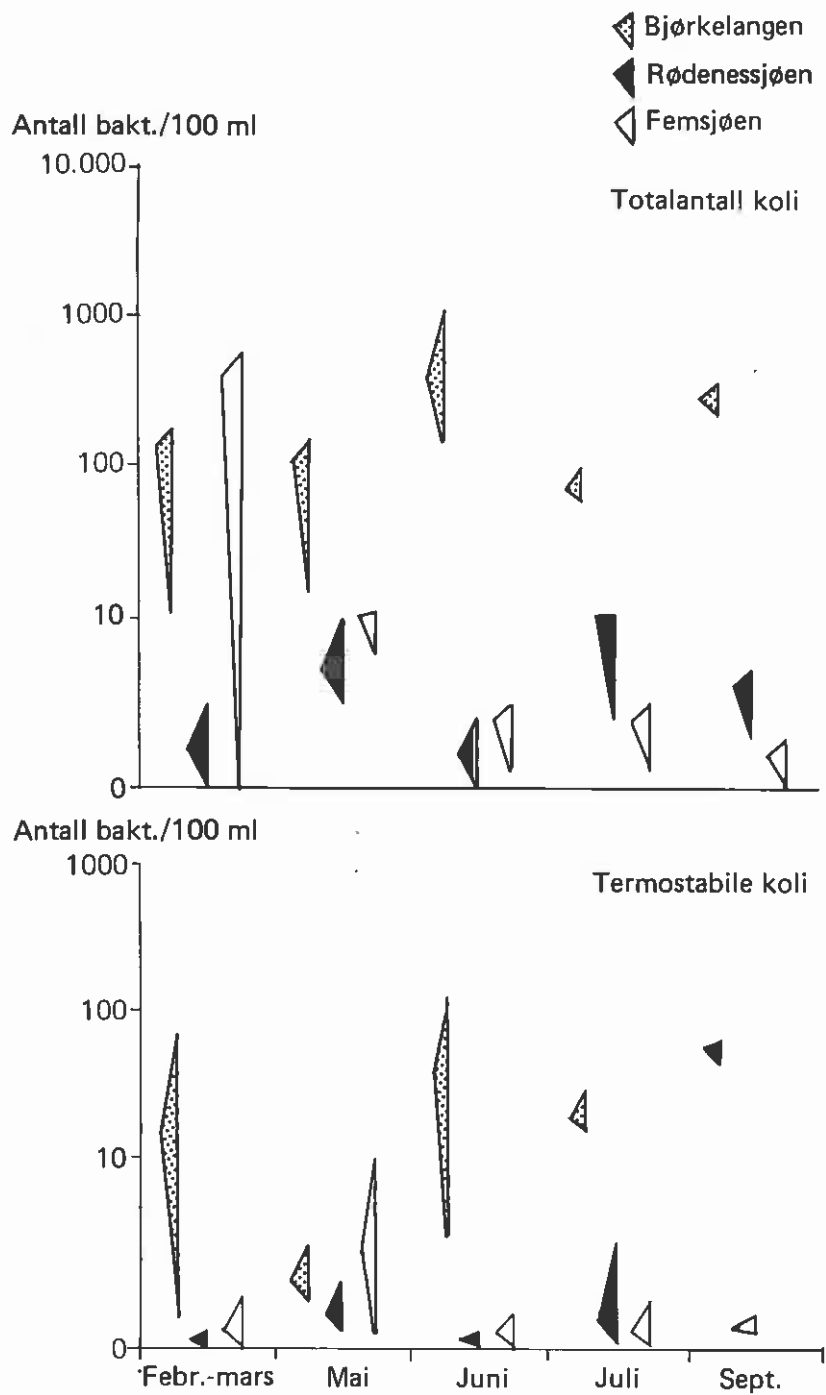 Bjørkelangen
Rødenessjøen
Femsjøen
Antall bakt./100 ml
Totalantall koli
10.000
1000
100
10
0
Antall bakt./100 ml
Termostabile koli
1000
100
10
0
Febr.-mars Mai Juni Juli Sept.